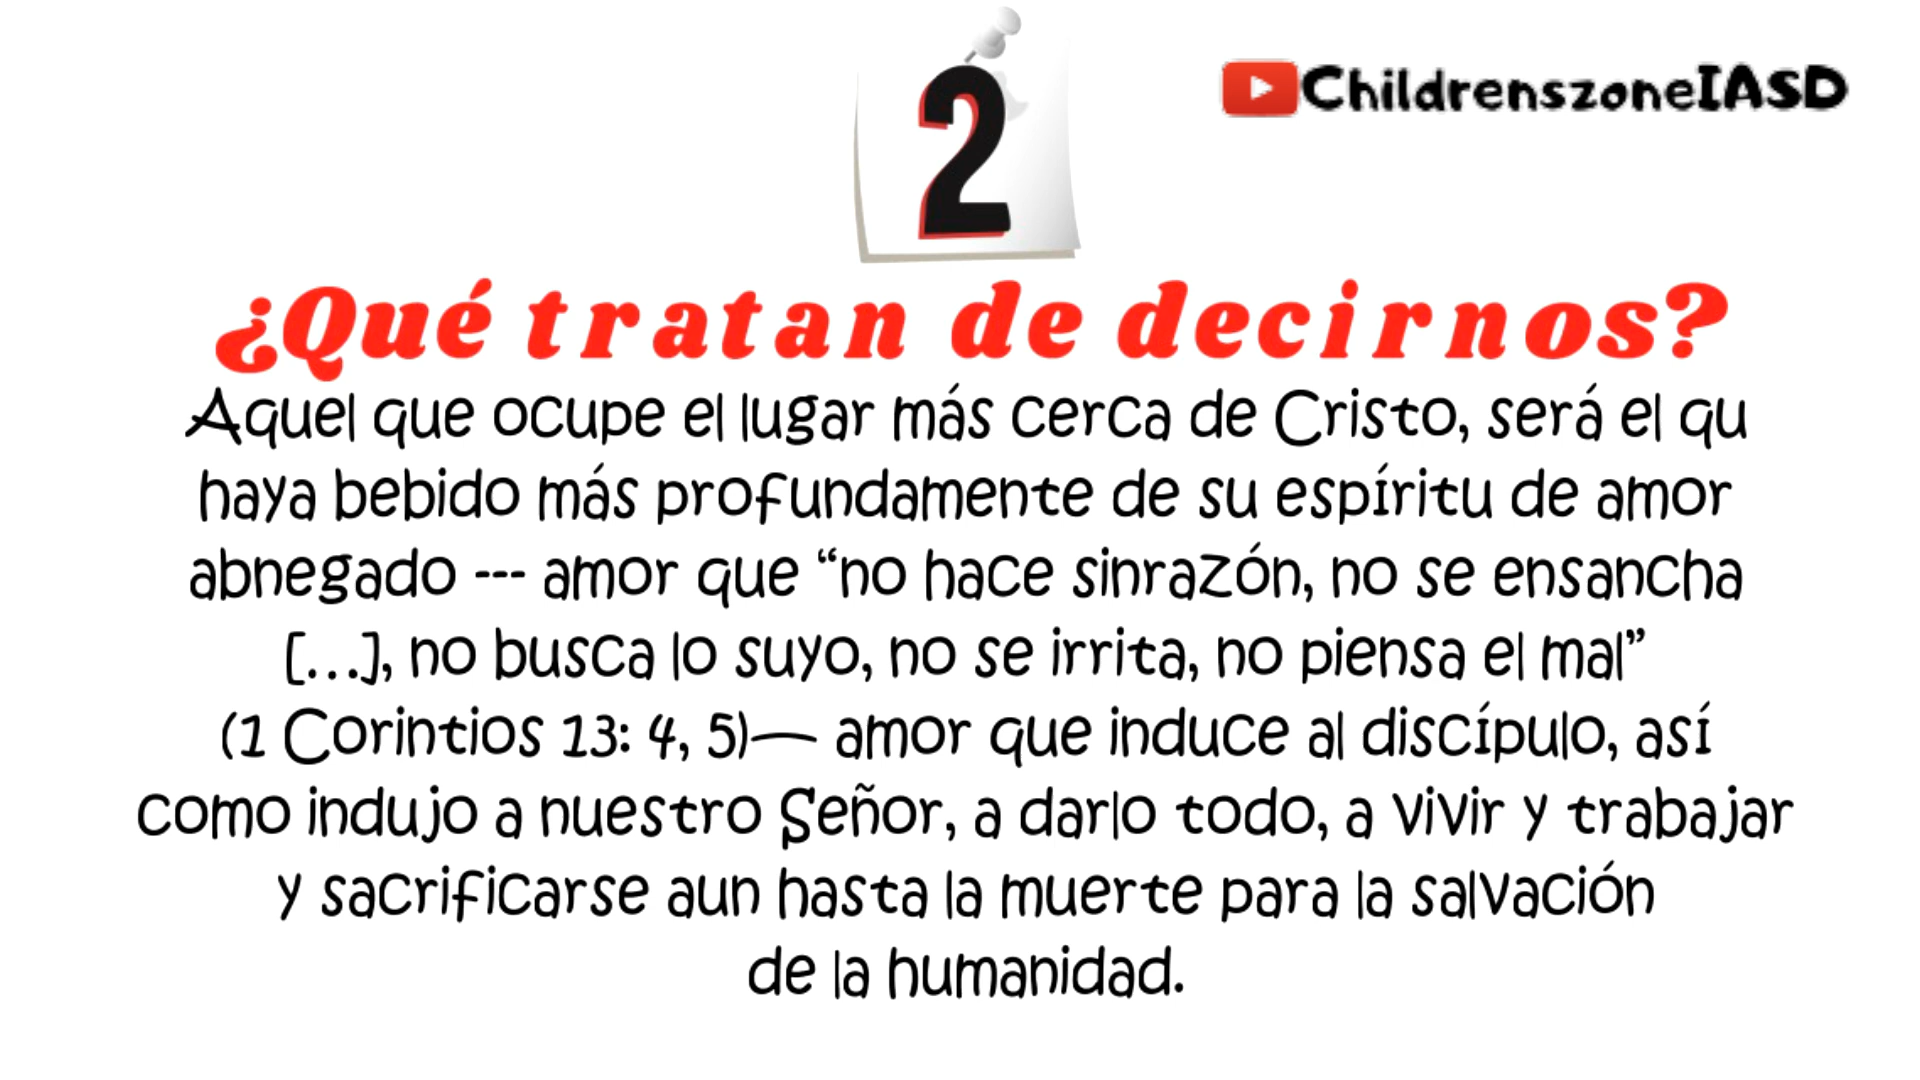 2
ChildrenszoneIASD
¿Qué tratan de decirnos?
Aquel que ocupe el lugar más cerca de Cristo, será el qu
haya bebido más profundamente de su espíritu de amor
abnegado --- amor que “no hace sinrazón, no se ensancha
[...], no busca lo suyo, no se irrita, no piensa el mal”
(1 Corintios 13: 4, 5)— amor que induce al discípulo, así
como indujo a nuestro Señor, a darlo todo, a vivir y trabajar
y sacrificarse aun hasta la muerte para la salvación
de la humanidad.